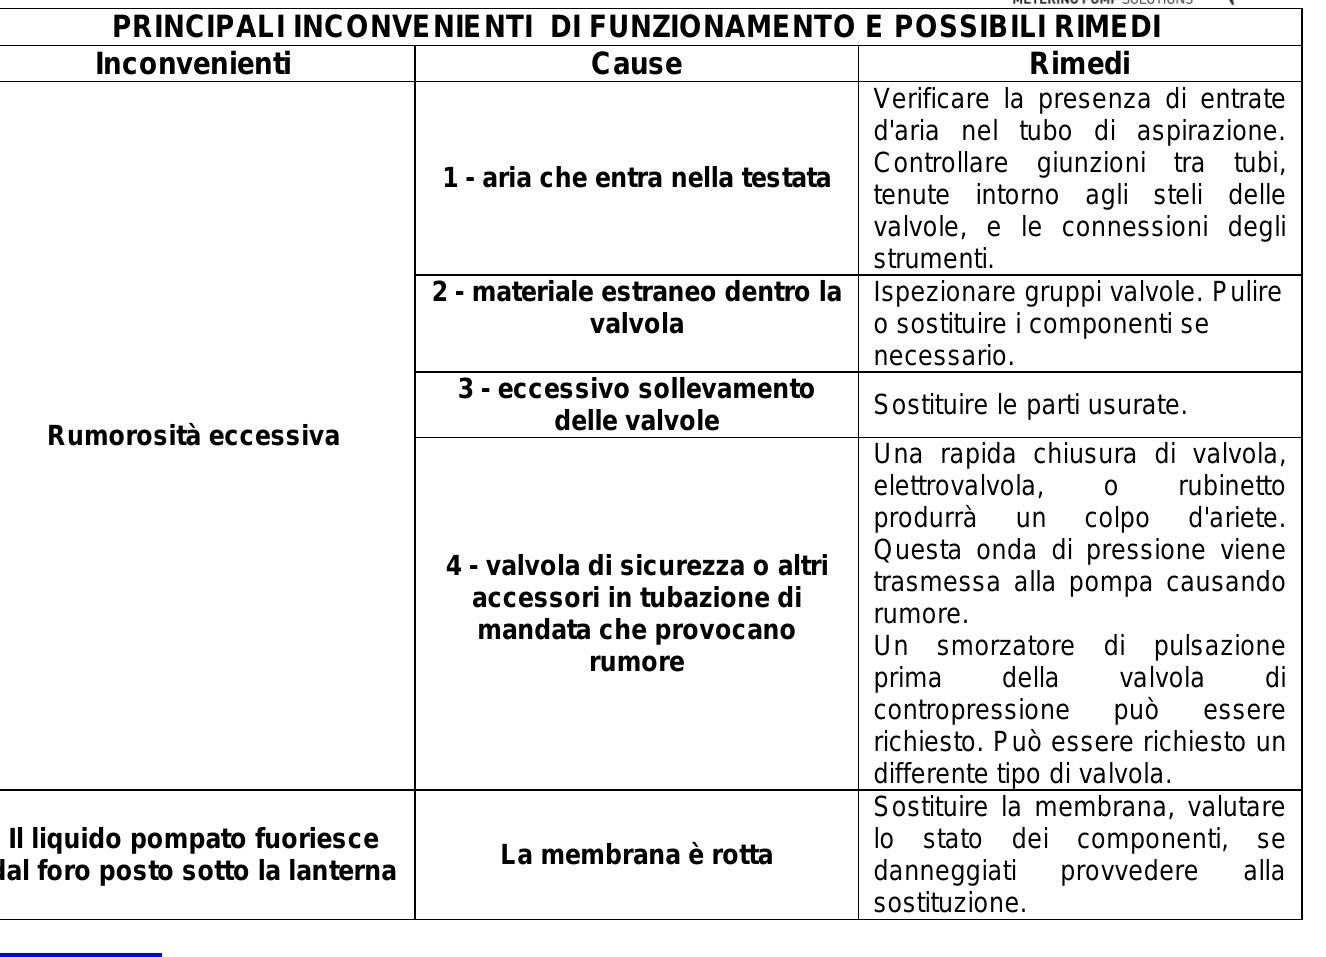 METERING PUMP SOLUTIONS
PRINCIPALI INCONVENIENTI DI FUNZIONAMENTO E POSSIBILI RIMEDI
Inconvenienti
Cause
Rimedi
Rumorosità eccessiva
1 - aria che entra nella testata
Verificare la presenza di entrate
d'aria nel tubo di aspirazione.
Controllare giunzioni tra tubi,
tenute intorno agli steli delle
valvole, e le connessioni degli
strumenti.
2 - materiale estraneo dentro la
valvola
Ispezionare gruppi valvole. Pulire
o sostituire i componenti se
necessario.
3 - eccessivo sollevamento
delle valvole
Sostituire le parti usurate.
4 - valvola di sicurezza o altri
accessori in tubazione di
mandata che provocano
rumore
Una rapida chiusura di valvola,
elettrovalvola, o rubinetto
produrrà un colpo d'ariete.
Questa onda di pressione viene
trasmessa alla pompa causando
rumore.
Un smorzatore di pulsazione
prima della valvola di
contropressione può essere
richiesto. Può essere richiesto un
differente tipo di valvola.
Il liquido pompato fuoriesce
dal foro posto sotto la lanterna
La membrana è rotta
Sostituire la membrana, valutare
lo stato dei componenti, se
danneggiati provvedere alla
sostituzione.